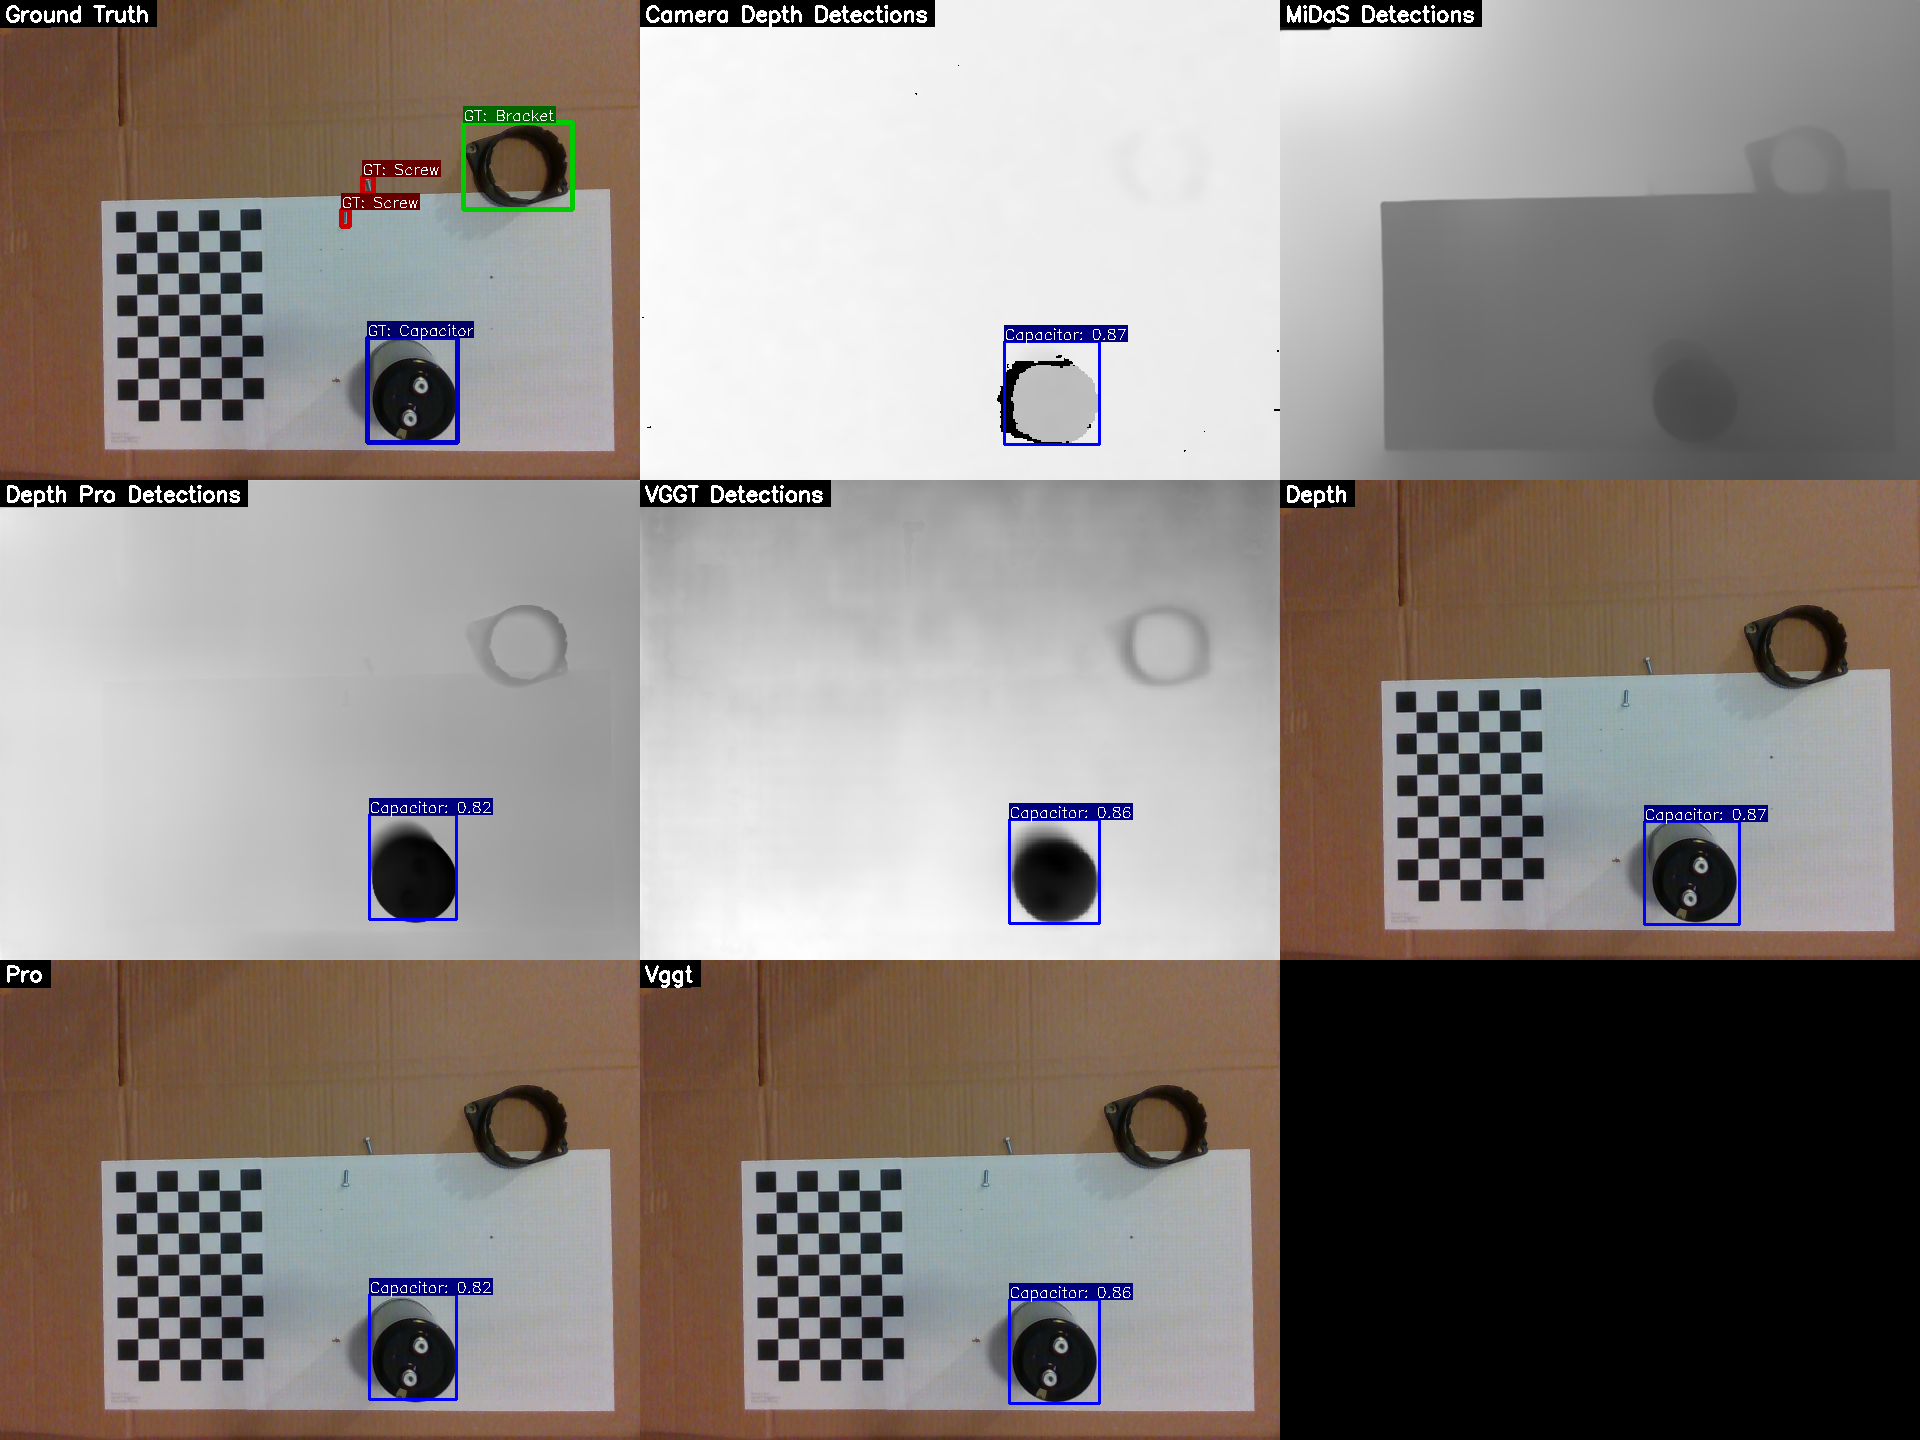 Ground Truth
Camera Depth Detections
MiDaS Detections
GT: Bracket
GT: Screw
GT: Screw
GT: Capacitor
Capacitor: 0.87
Depth Pro Detections
VGGT Detections
Depth
Capacitor: 0.82
Capacitor: 0.86
Capacitor: 0.87
Pro
Vggt
Capacitor: 0.82
Capacitor: 0.86